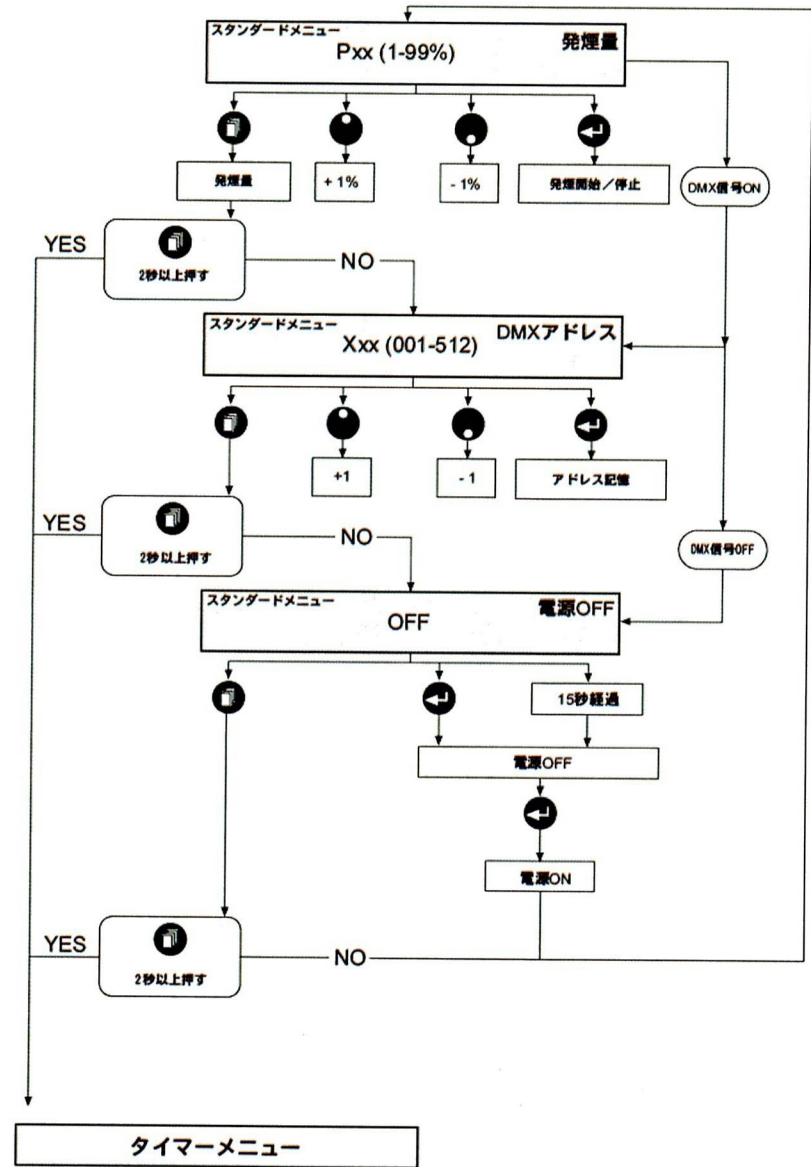 スタンダードメニュー
発煙量
Pxx (1-99%)
発煙量
+ 1%
- 1%
発煙開始／停止
DMX信号ON
YES
2秒以上押す
NO
スタンダードメニュー
DMXアドレス
Xxx (001-512)
+1
- 1
アドレス記憶
YES
2秒以上押す
NO
DMX信号OFF
スタンダードメニュー
電源OFF
OFF
15秒経過
電源OFF
電源ON
YES
2秒以上押す
NO
タイマーメニュー